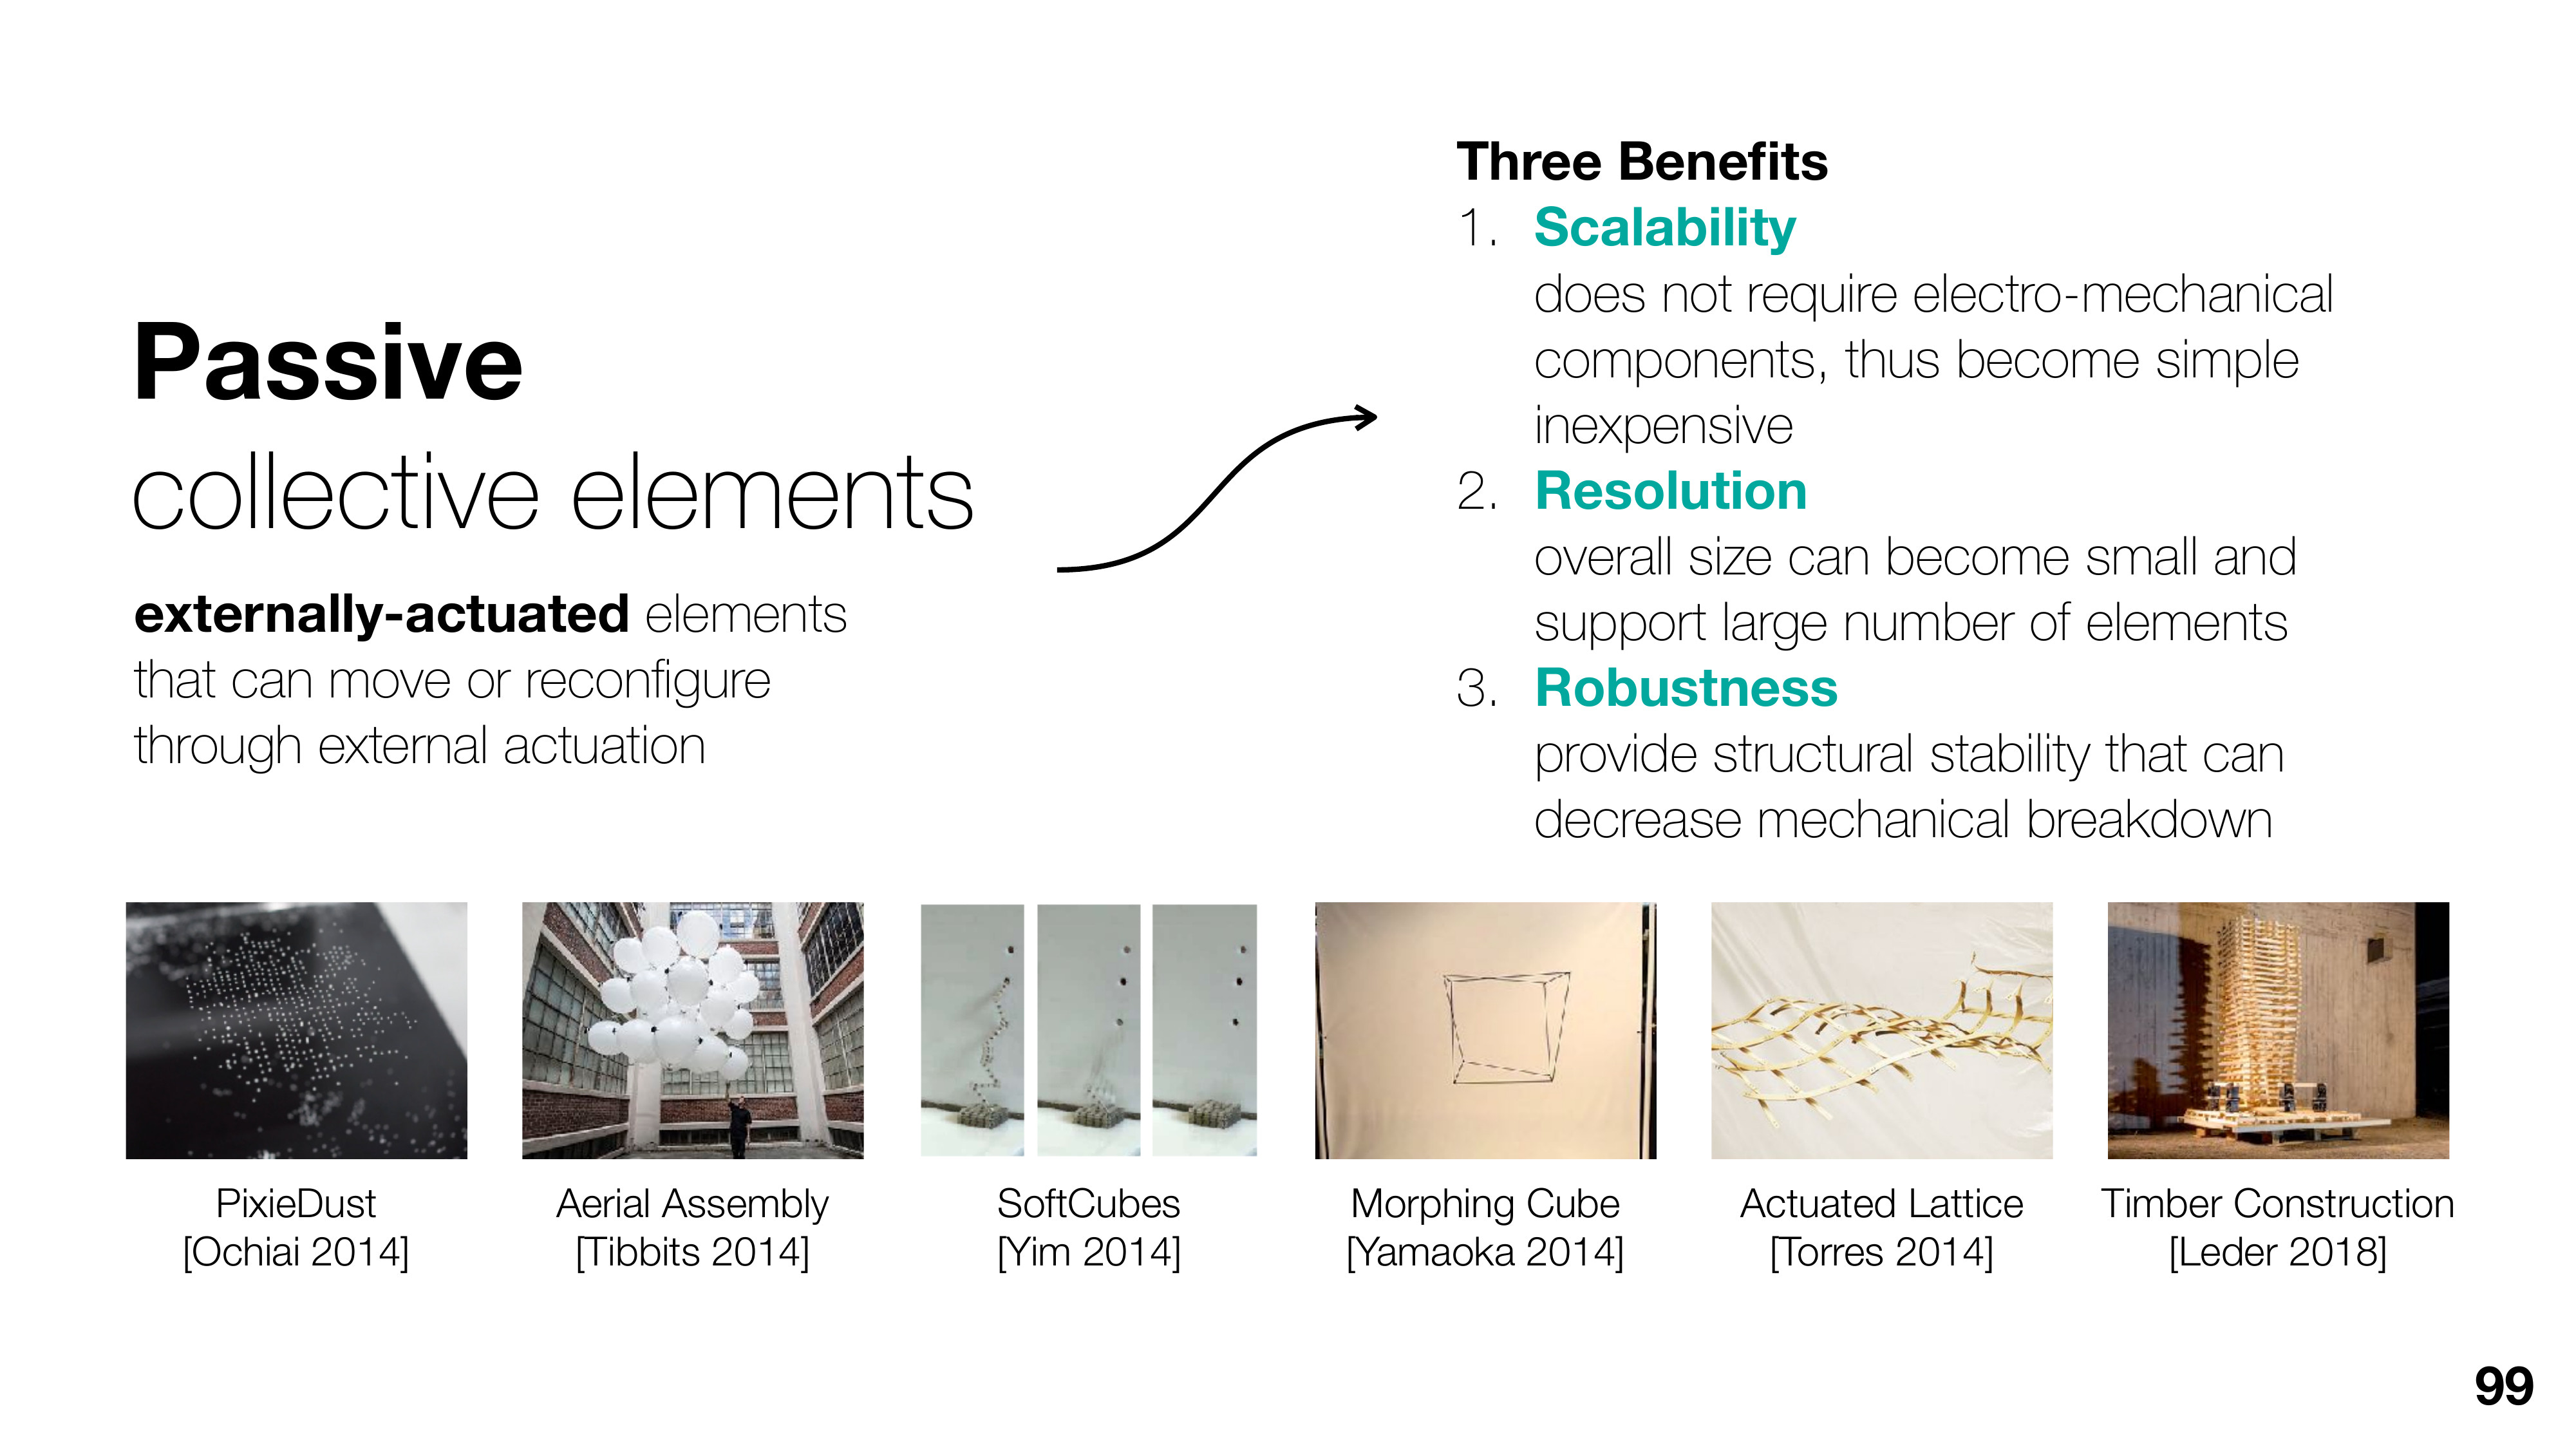 Passive
collective elements
externally-actuated elements
that can move or reconfigure
through external actuation
Three Benefits
1. Scalability
does not require electro-mechanical
components, thus become simple
inexpensive
2. Resolution
overall size can become small and
support large number of elements
3. Robustness
provide structural stability that can
decrease mechanical breakdown
PixieDust
[Ochiai 2014]
Aerial Assembly
[Tibbits 2014]
SoftCubes
[Yim 2014]
Morphing Cube
[Yamaoka 2014]
Actuated Lattice
[Torres 2014]
Timber Construction
[Leder 2018]
99